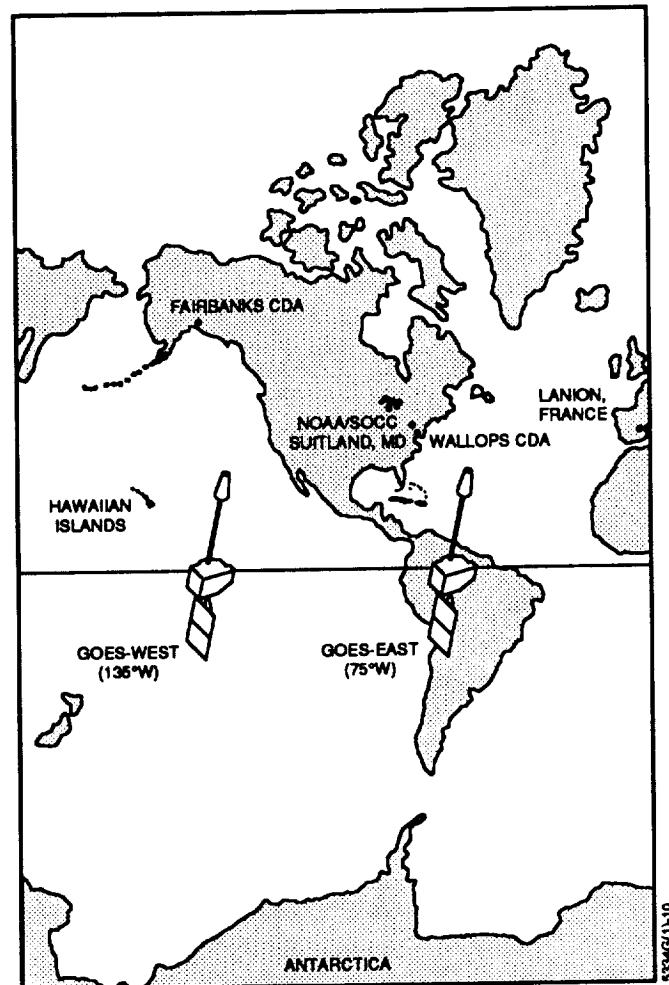 FAIRBANKS CDA
LANION,
FRANCE
NOAA/SOCC
SUITLAND, MD
WALLOPS CDA
HAWAIIAN
ISLANDS
GOES-WEST
(135°W)
GOES-EAST
(75°W)
ANTARCTICA